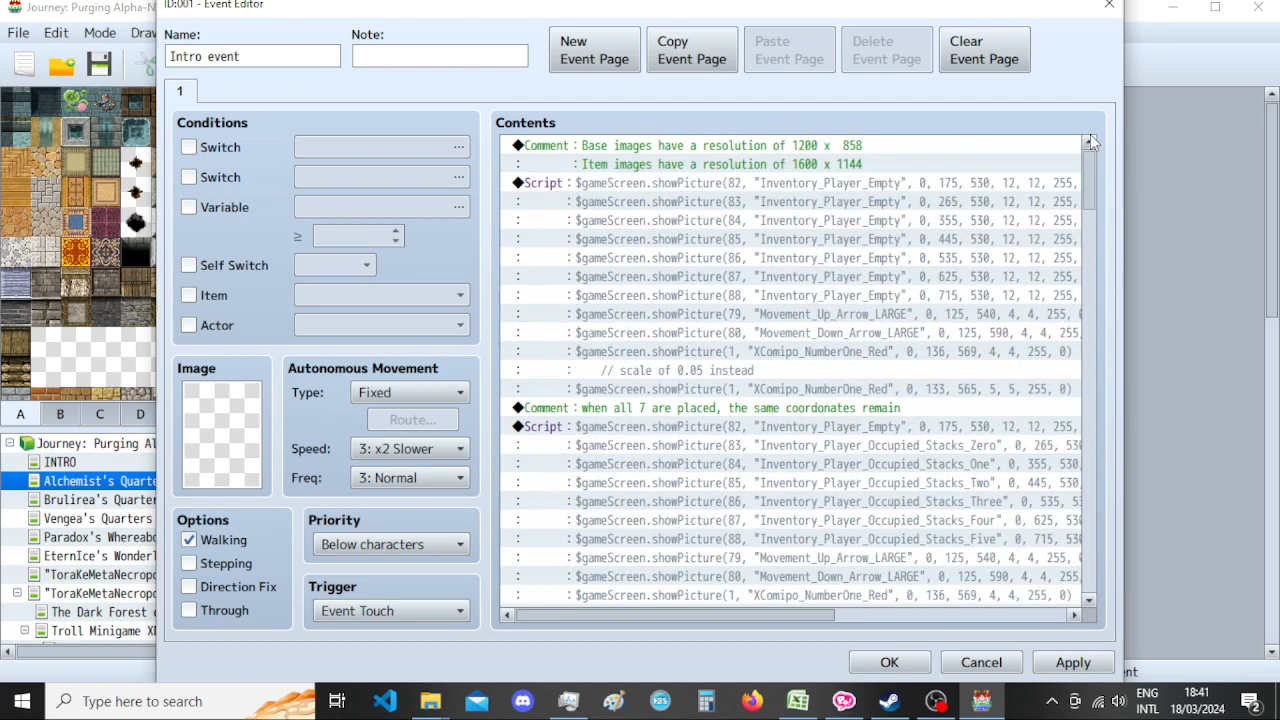 Journey: Purging Alpha-N
ID:001 - Event Editor
File Edit Mode Draw
Name:
Note:
Intro event
New
Event Page
Copy
Event Page
Paste
Event Page
Delete
Event Page
Clear
Event Page
1
Conditions
Switch ...
Switch ...
Variable ...
≥
Self Switch
Item
Actor
Image
Autonomous Movement
Type: Fixed
Route...
Speed: 3: x2 Slower
Freq: 3: Normal
Options
Walking
Stepping
Direction Fix
Through
Priority
Below characters
Trigger
Event Touch
Contents
◆Comment：Base images have a resolution of 1200 x  858
：　　　：Item images have a resolution of 1600 x 1144
◆Script：$gameScreen.showPicture(82, "Inventory_Player_Empty", 0, 175, 530, 12, 12, 255,
：　　　：$gameScreen.showPicture(83, "Inventory_Player_Empty", 0, 265, 530, 12, 12, 255,
：　　　：$gameScreen.showPicture(84, "Inventory_Player_Empty", 0, 355, 530, 12, 12, 255,
：　　　：$gameScreen.showPicture(85, "Inventory_Player_Empty", 0, 445, 530, 12, 12, 255,
：　　　：$gameScreen.showPicture(86, "Inventory_Player_Empty", 0, 535, 530, 12, 12, 255,
：　　　：$gameScreen.showPicture(87, "Inventory_Player_Empty", 0, 625, 530, 12, 12, 255,
：　　　：$gameScreen.showPicture(88, "Inventory_Player_Empty", 0, 715, 530, 12, 12, 255,
：　　　：$gameScreen.showPicture(79, "Movement_Up_Arrow_LARGE", 0, 125, 540, 4, 4, 255, 0
：　　　：$gameScreen.showPicture(80, "Movement_Down_Arrow_LARGE", 0, 125, 590, 4, 4, 255,
：　　　：$gameScreen.showPicture(1, "XComipo_NumberOne_Red", 0, 136, 569, 4, 4, 255, 0)
：　　　：// scale of 0.05 instead
：　　　：$gameScreen.showPicture(1, "XComipo_NumberOne_Red", 0, 133, 565, 5, 5, 255, 0)
◆Comment：when all 7 are placed, the same coordonates remain
◆Script：$gameScreen.showPicture(82, "Inventory_Player_Empty", 0, 175, 530, 12, 12, 255,
：　　　：$gameScreen.showPicture(83, "Inventory_Player_Occupied_Stacks_Zero", 0, 265, 530
：　　　：$gameScreen.showPicture(84, "Inventory_Player_Occupied_Stacks_One", 0, 355, 530,
：　　　：$gameScreen.showPicture(85, "Inventory_Player_Occupied_Stacks_Two", 0, 445, 530,
：　　　：$gameScreen.showPicture(86, "Inventory_Player_Occupied_Stacks_Three", 0, 535, 53
：　　　：$gameScreen.showPicture(87, "Inventory_Player_Occupied_Stacks_Four", 0, 625, 530
：　　　：$gameScreen.showPicture(88, "Inventory_Player_Occupied_Stacks_Five", 0, 715, 530
：　　　：$gameScreen.showPicture(79, "Movement_Up_Arrow_LARGE", 0, 125, 540, 4, 4, 255, 0
：　　　：$gameScreen.showPicture(80, "Movement_Down_Arrow_LARGE", 0, 125, 590, 4, 4, 255,
：　　　：$gameScreen.showPicture(1, "XComipo_NumberOne_Red", 0, 136, 569, 4, 4, 255, 0)
OK Cancel Apply
A B C D
Journey: Purging Al
INTRO
Alchemist's Quarte
Brulirea's Quarter
Vengea's Quarters
Paradox's Whereabo
EternIce's Wonderl
"ToraKeMetaNecropo
"ToraKeMetaNecropo
The Dark Forest o
Troll Minigame XD
ent
Type here to search
ENG
INTL
18:41
18/03/2024
2